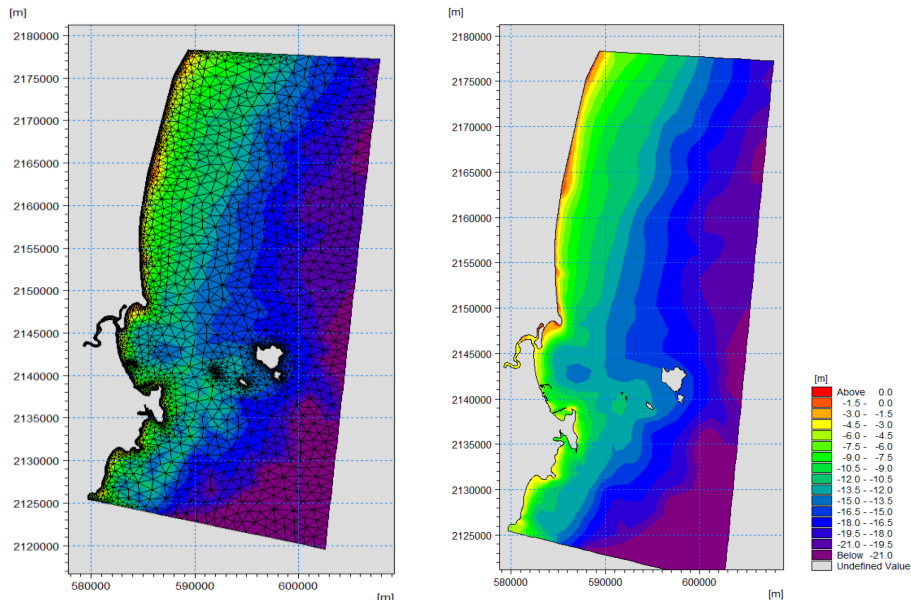 [m]
2180000
2175000
2170000
2165000
2160000
2155000
2150000
2145000
2140000
2135000
2130000
2125000
2120000
580000 590000 600000
[m]
[m]
2180000
2175000
2170000
2165000
2160000
2155000
2150000
2145000
2140000
2135000
2130000
2125000
580000 590000 600000
[m]
[m]
Above 0.0
-1.5 - 0.0
-3.0 - -1.5
-4.5 - -3.0
-6.0 - -4.5
-7.5 - -6.0
-9.0 - -7.5
-10.5 - -9.0
-12.0 - -10.5
-13.5 - -12.0
-15.0 - -13.5
-16.5 - -15.0
-18.0 - -16.5
-19.5 - -18.0
-21.0 - -19.5
Below -21.0
Undefined Value